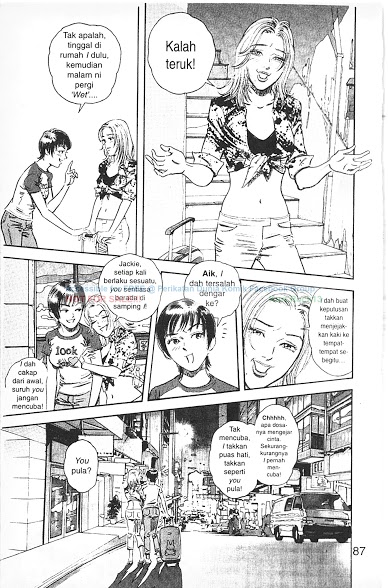 Tak apalah,
tinggal di
rumah I dulu,
kemudian
malam ni
pergi
'Wet'....
Kalah
teruk!
Jackie,
setiap kali
berlaku sesuatu,
you sentiasa
berada di
samping I!
I dah
cakap
dari awal,
suruh you
jangan
mencuba!
look
Aik, I
dah tersalah
dengar
ke?
I dah buat
keputusan
takkan
menjejak-
kan kaki ke
tempat-
tempat se-
begitu....
You
pula?
Tak
mencuba, I
takkan
puas hati,
takkan
seperti
you
pula!
Chhhhh,
apa dosa-
nya mengejar
cinta.
Sekurang-
kurangnya
I pernah
men-
cuba!
87